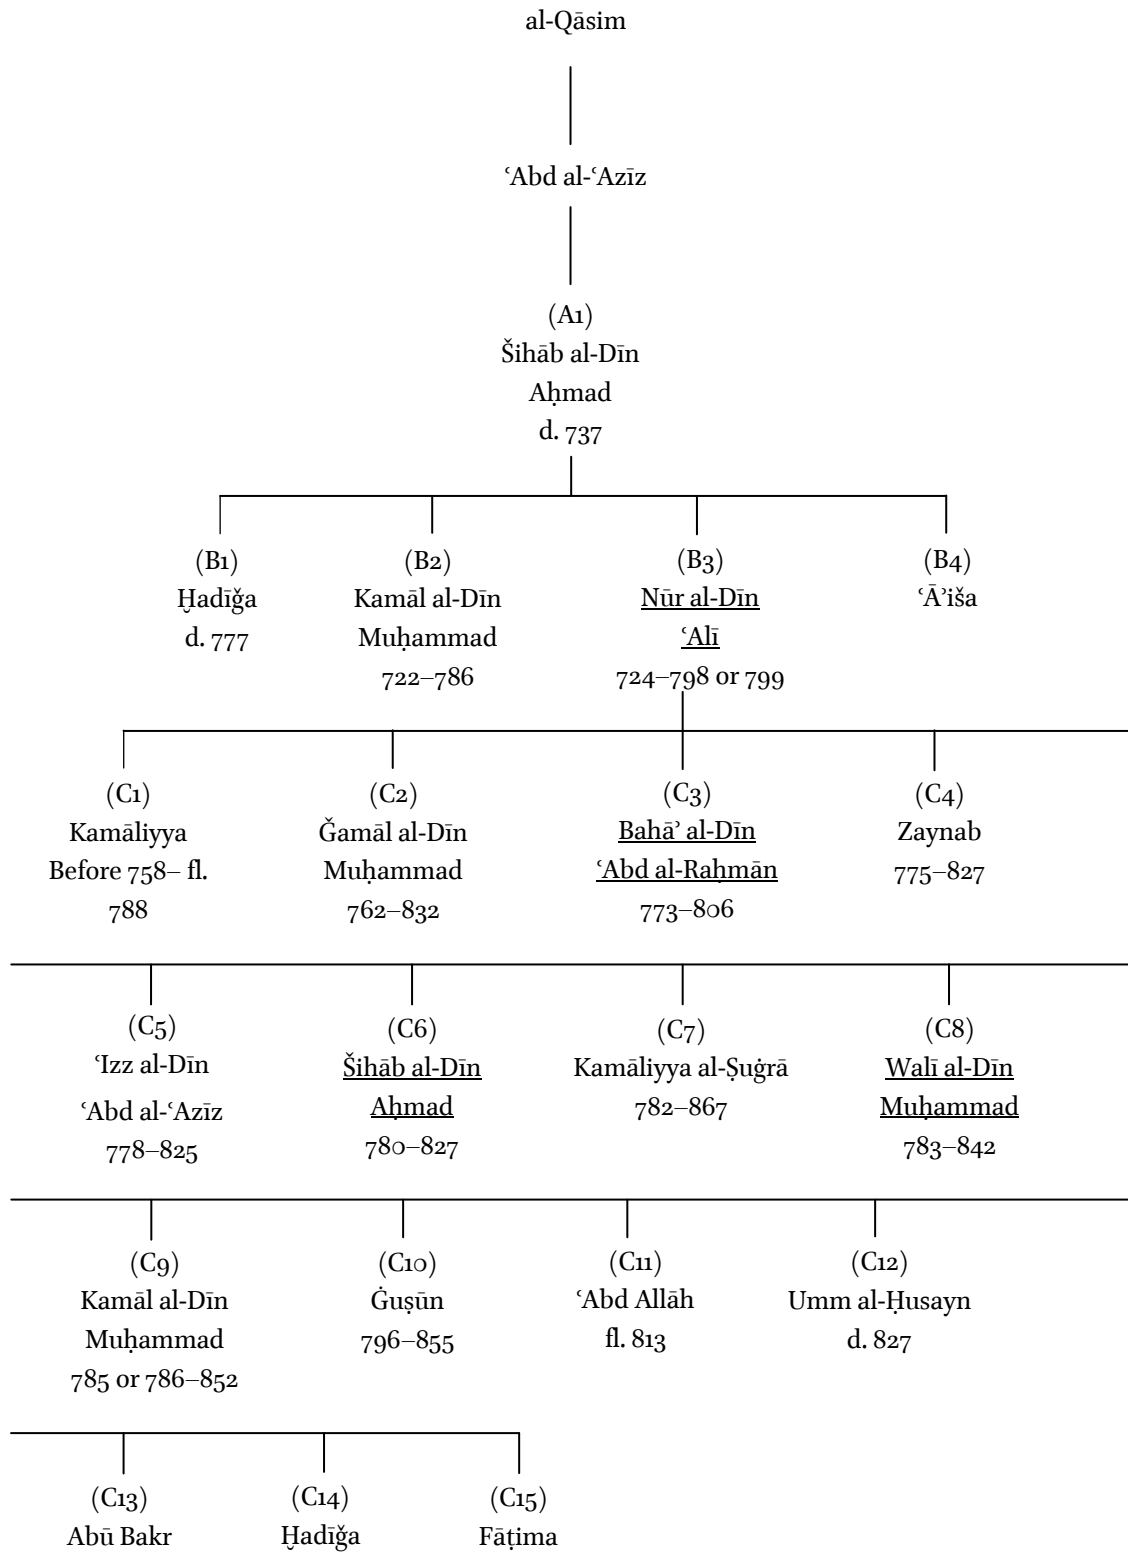 al-Qāsim
ʿAbd al-ʿAzīz
(A1)
Šihāb al-Dīn
Aḥmad
d. 737
(B1)
Ḫadīǧa
d. 777
(B2)
Kamāl al-Dīn
Muḥammad
722–786
(B3)
Nūr al-Dīn
ʿAlī
724–798 or 799
(B4)
ʿĀʾiša
(C1)
Kamāliyya
Before 758– fl.
788
(C2)
Ǧamāl al-Dīn
Muḥammad
762–832
(C3)
Bahāʾ al-Dīn
ʿAbd al-Raḥmān
773–806
(C4)
Zaynab
775–827
(C5)
ʿIzz al-Dīn
ʿAbd al-ʿAzīz
778–825
(C6)
Šihāb al-Dīn
Aḥmad
780–827
(C7)
Kamāliyya al-Ṣuġrā
782–867
(C8)
Walī al-Dīn
Muḥammad
783–842
(C9)
Kamāl al-Dīn
Muḥammad
785 or 786–852
(C10)
Ġuṣūn
796–855
(C11)
ʿAbd Allāh
fl. 813
(C12)
Umm al-Ḥusayn
d. 827
(C13)
Abū Bakr
(C14)
Ḫadīǧa
(C15)
Fāṭima